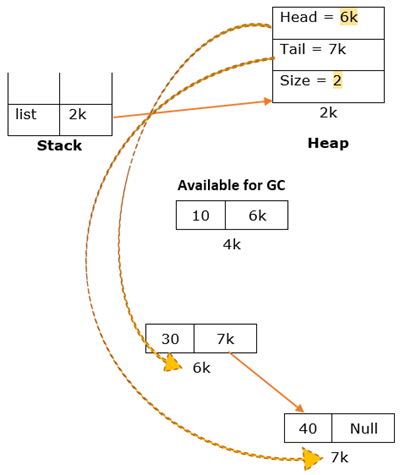 Head = 6k
Tail = 7k
Size = 2
2k
list 2k
Stack
Heap
Available for GC
10 6k
4k
30 7k
6k
40 Null
7k